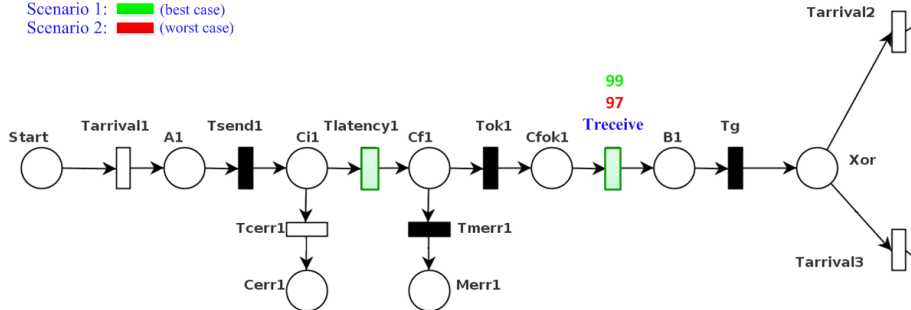 Scenario 1: (best case)
Scenario 2: (worst case)
Tarrival2
99
97
Treceive
Start
Tarrival1
A1
Tsend1
Ci1
Tlatency1
Cf1
Tok1
Cfok1
B1
Tg
Xor
Tcerr1
Tmerr1
Tarrival3
Cerr1
Merr1